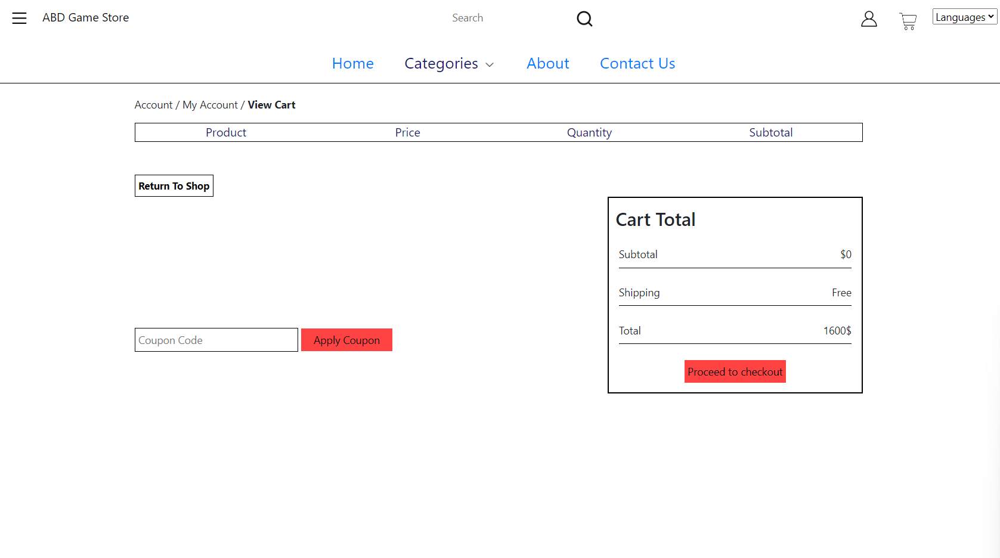 ABD Game Store
Search
Languages
Home
Categories
About
Contact Us
Account / My Account / View Cart
Product
Price
Quantity
Subtotal
Return To Shop
Cart Total
Subtotal $0
Shipping Free
Total 1600$
Proceed to checkout
Coupon Code
Apply Coupon